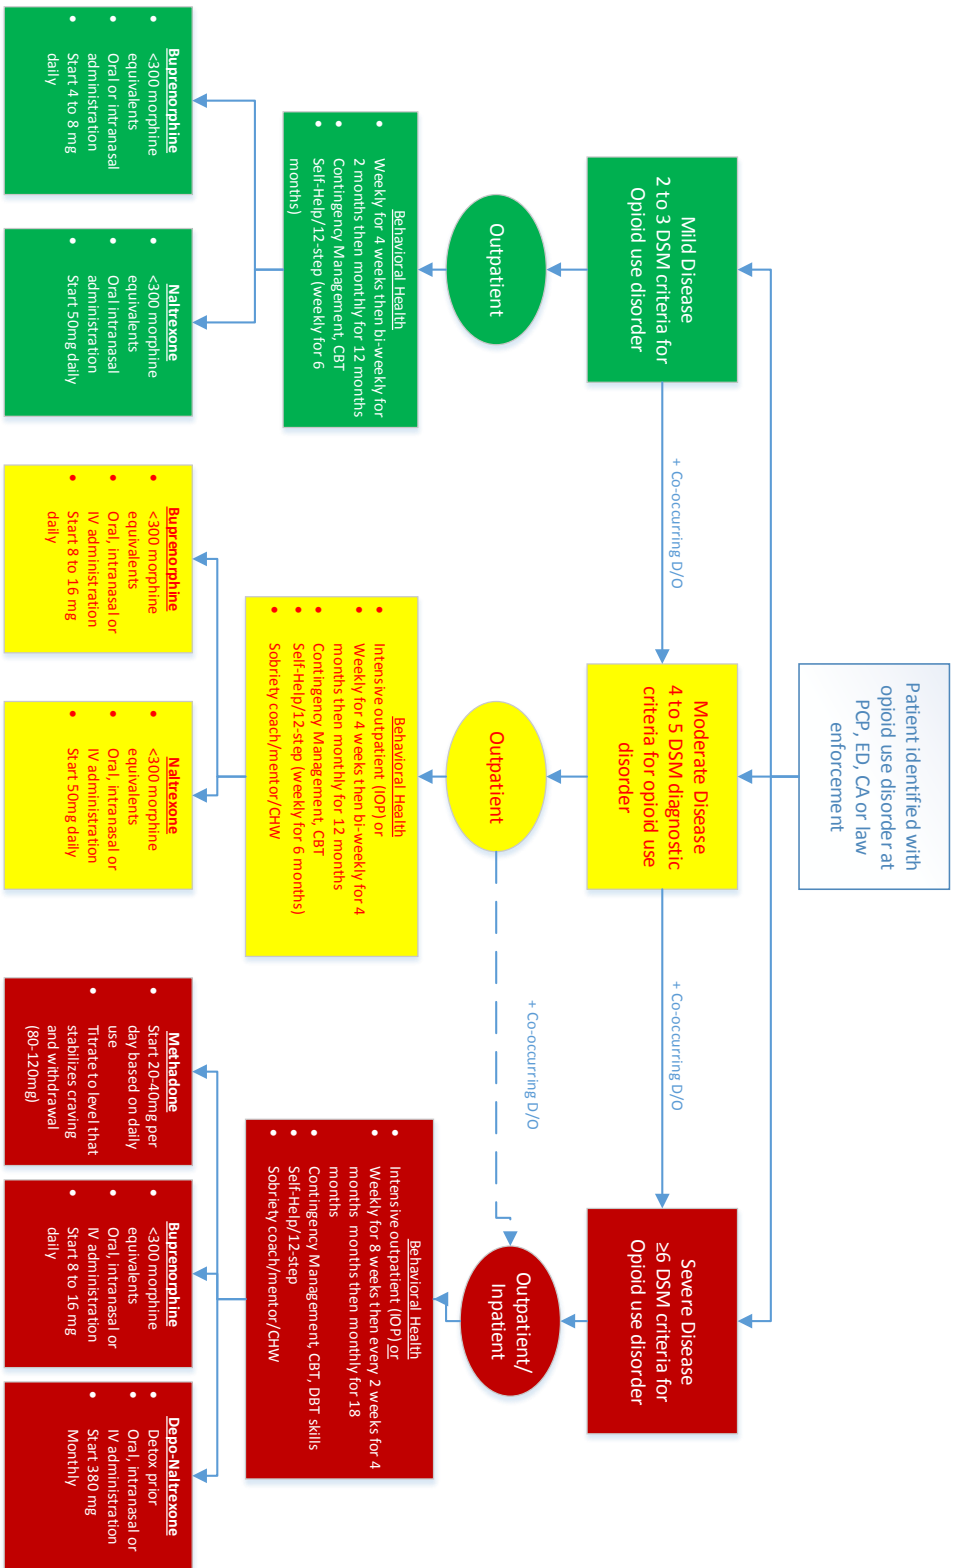 Patient identified with
opioid use disorder at
PCP, ED, CA or law
enforcement
Mild Disease
2 to 3 DSM criteria for
Opioid use disorder
+ Co-occurring D/O
Moderate Disease
4 to 5 DSM diagnostic
criteria for opioid use
disorder
+ Co-occurring D/O
Severe Disease
≥6 DSM criteria for
Opioid use disorder
Outpatient
Outpatient
+ Co-occurring D/O
Outpatient/
Inpatient
Behavioral Health
• Weekly for 4 weeks then bi-weekly for
2 months then monthly for 12 months
• Contingency Management, CBT
• Self-Help/12-step (weekly for 6
months)
Behavioral Health
• Intensive outpatient (IOP) or
• Weekly for 4 weeks then bi-weekly for 4
months then monthly for 12 months
• Contingency Management, CBT
• Self-Help/12-step (weekly for 6 months)
• Sobriety coach/mentor/CHW
Behavioral Health
• Intensive outpatient (IOP) or
• Weekly for 8 weeks then every 2 weeks for 4
months months then monthly for 18
months
• Contingency Management, CBT, DBT skills
• Self-Help/12-step
• Sobriety coach/mentor/CHW
Buprenorphine
• <300 morphine
equivalents
• Oral or intranasal
administration
• Start 4 to 8 mg
daily
Naltrexone
• <300 morphine
equivalents
• Oral intranasal
administration
• Start 50mg daily
Buprenorphine
• <300 morphine
equivalents
• Oral, intranasal or
IV administration
• Start 8 to 16 mg
daily
Naltrexone
• <300 morphine
equivalents
• Oral, intranasal or
IV administration
• Start 50mg daily
Methadone
• Start 20-40mg per
day based on daily
use
• Titrate to level that
stabilizes craving
and withdrawal
(80-120mg)
Buprenorphine
• <300 morphine
equivalents
• Oral, intranasal or
IV administration
• Start 8 to 16 mg
daily
Depo-Naltrexone
• Detox prior
• Oral, intranasal or
IV administration
• Start 380 mg
Monthly